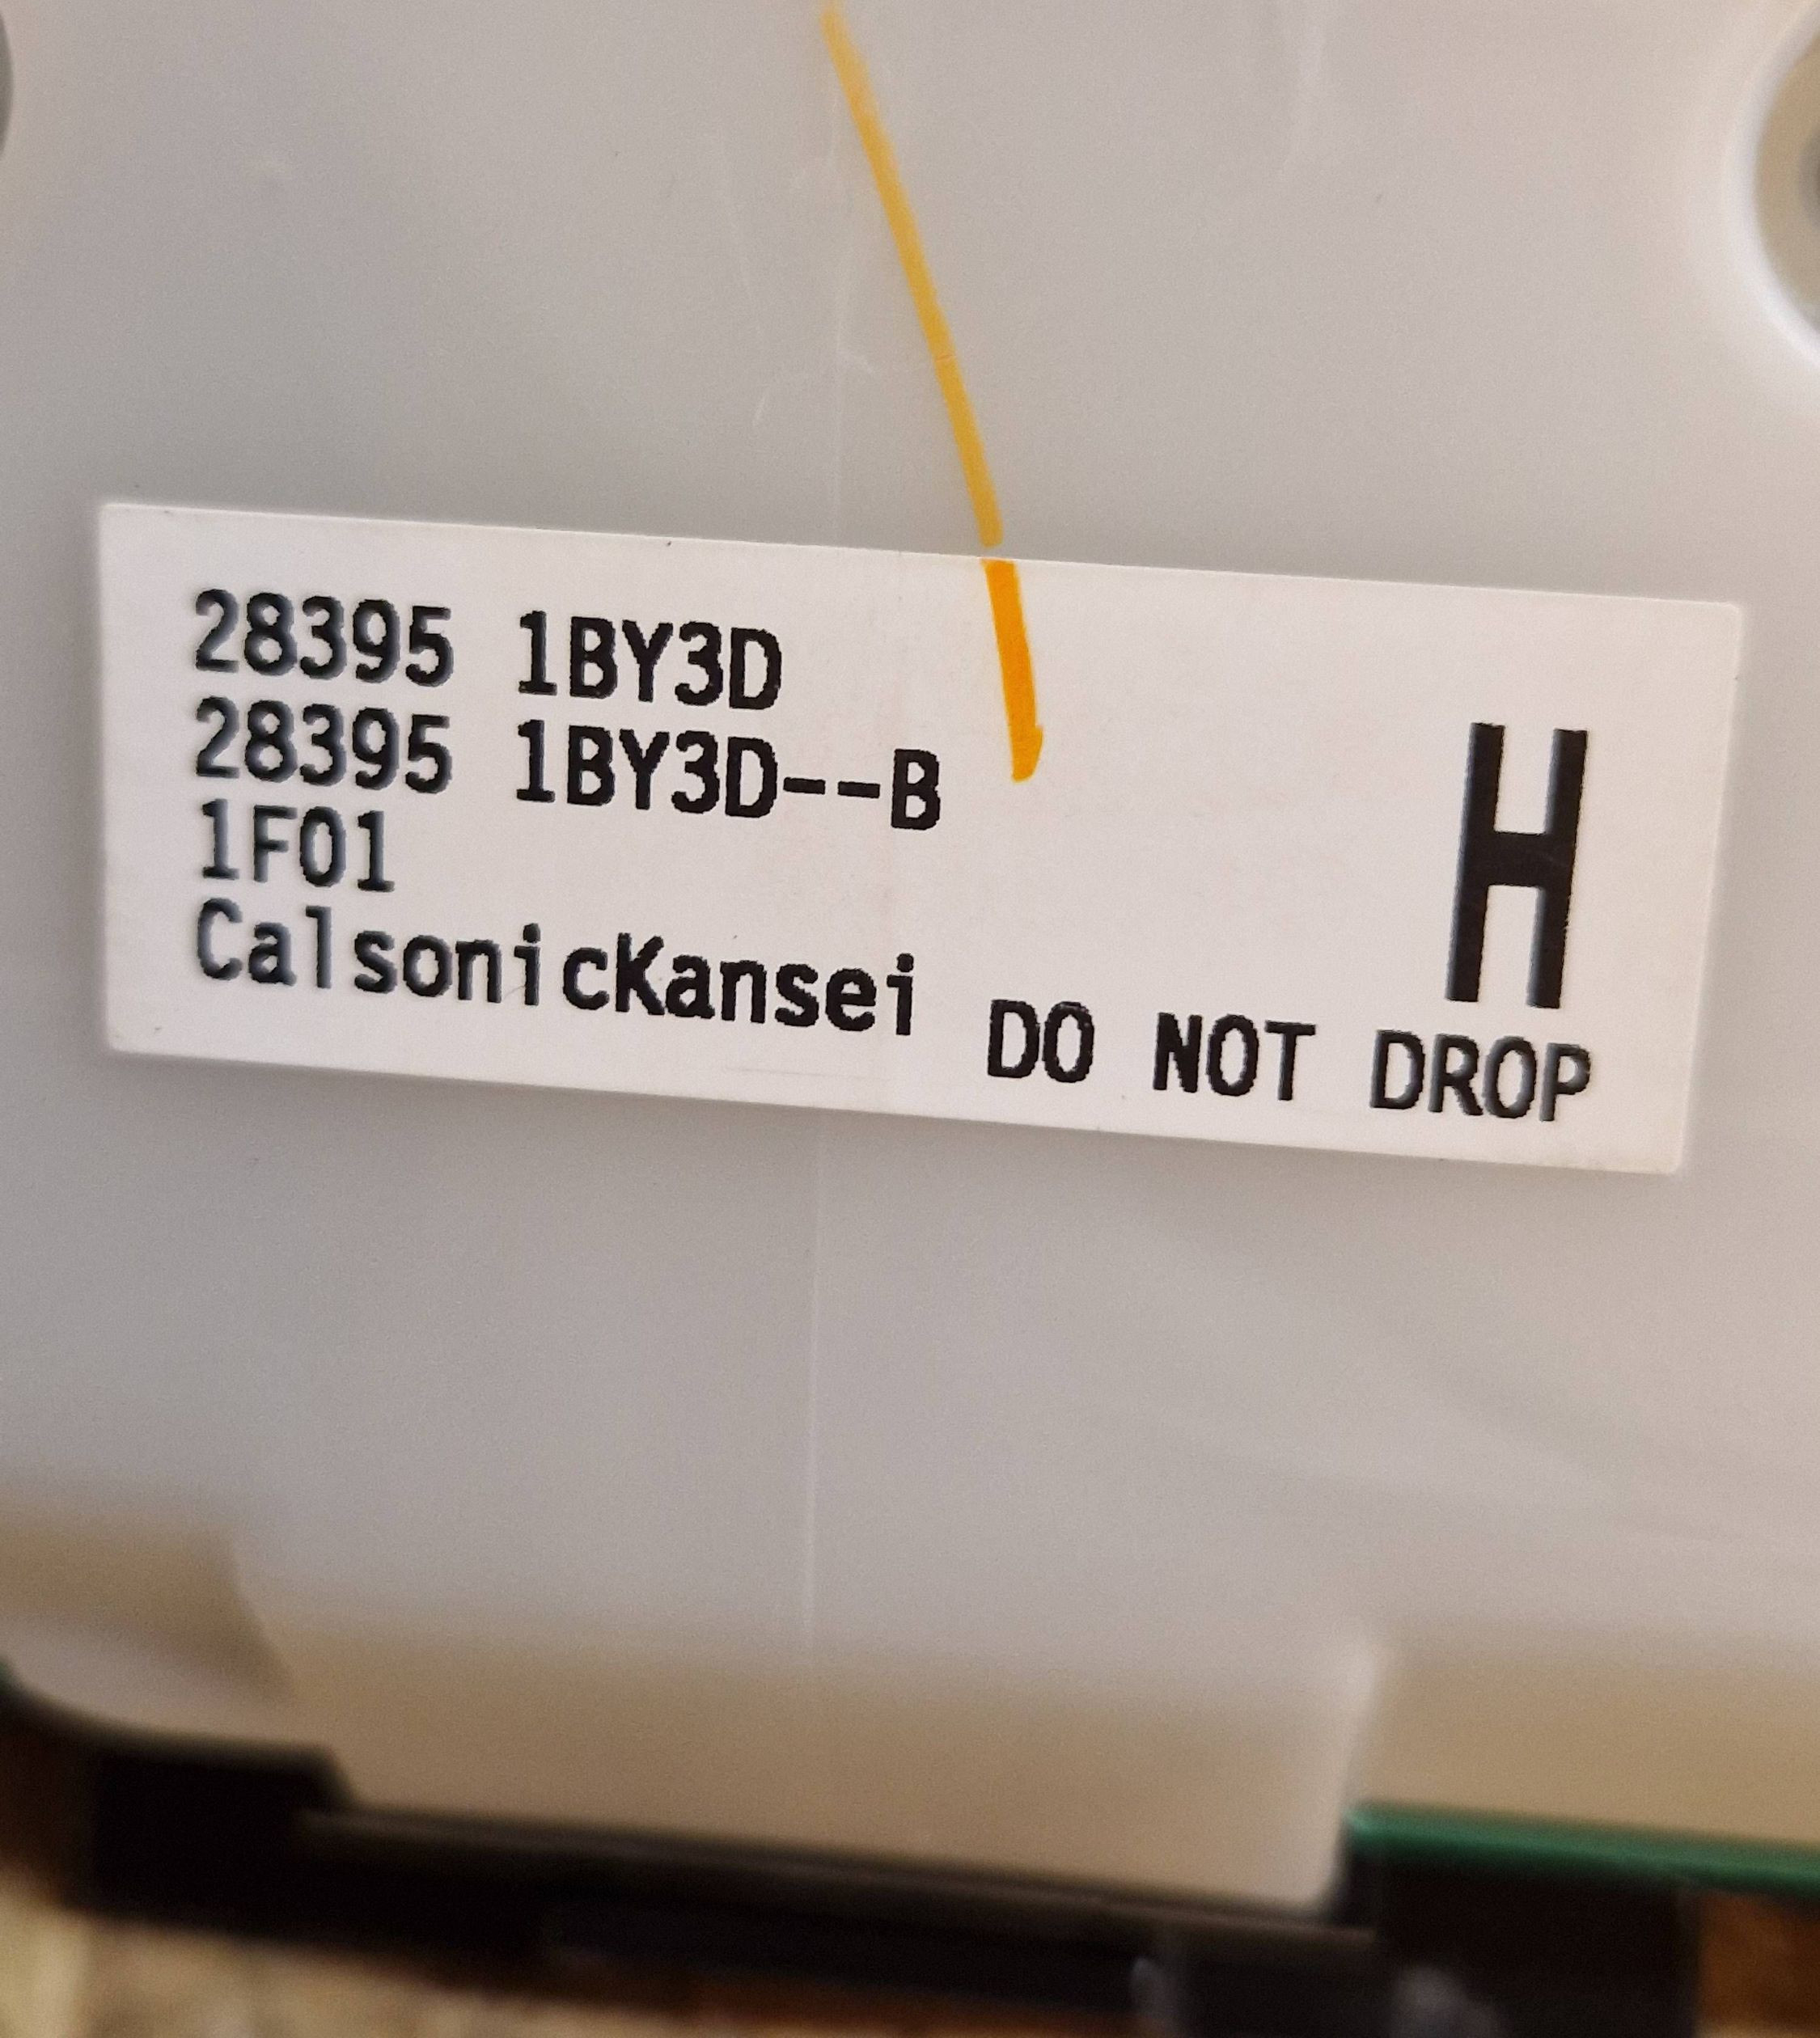 28395 1BY3D
28395 1BY3D--B
1F01
CalsonicKansei
H
DO NOT DROP